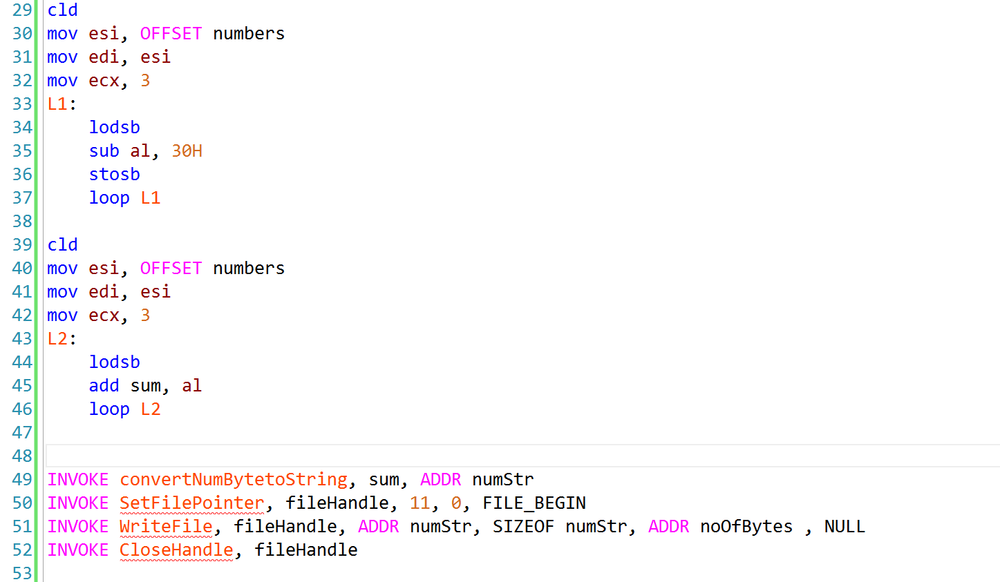 29 cld
30 mov esi, OFFSET numbers
31 mov edi, esi
32 mov ecx, 3
33 L1:
34     lodsb
35     sub al, 30H
36     stosb
37     loop L1
38
39 cld
40 mov esi, OFFSET numbers
41 mov edi, esi
42 mov ecx, 3
43 L2:
44     lodsb
45     add sum, al
46     loop L2
47
48
49 INVOKE convertNumBytetoString, sum, ADDR numStr
50 INVOKE SetFilePointer, fileHandle, 11, 0, FILE_BEGIN
51 INVOKE WriteFile, fileHandle, ADDR numStr, SIZEOF numStr, ADDR noOfBytes , NULL
52 INVOKE CloseHandle, fileHandle
53